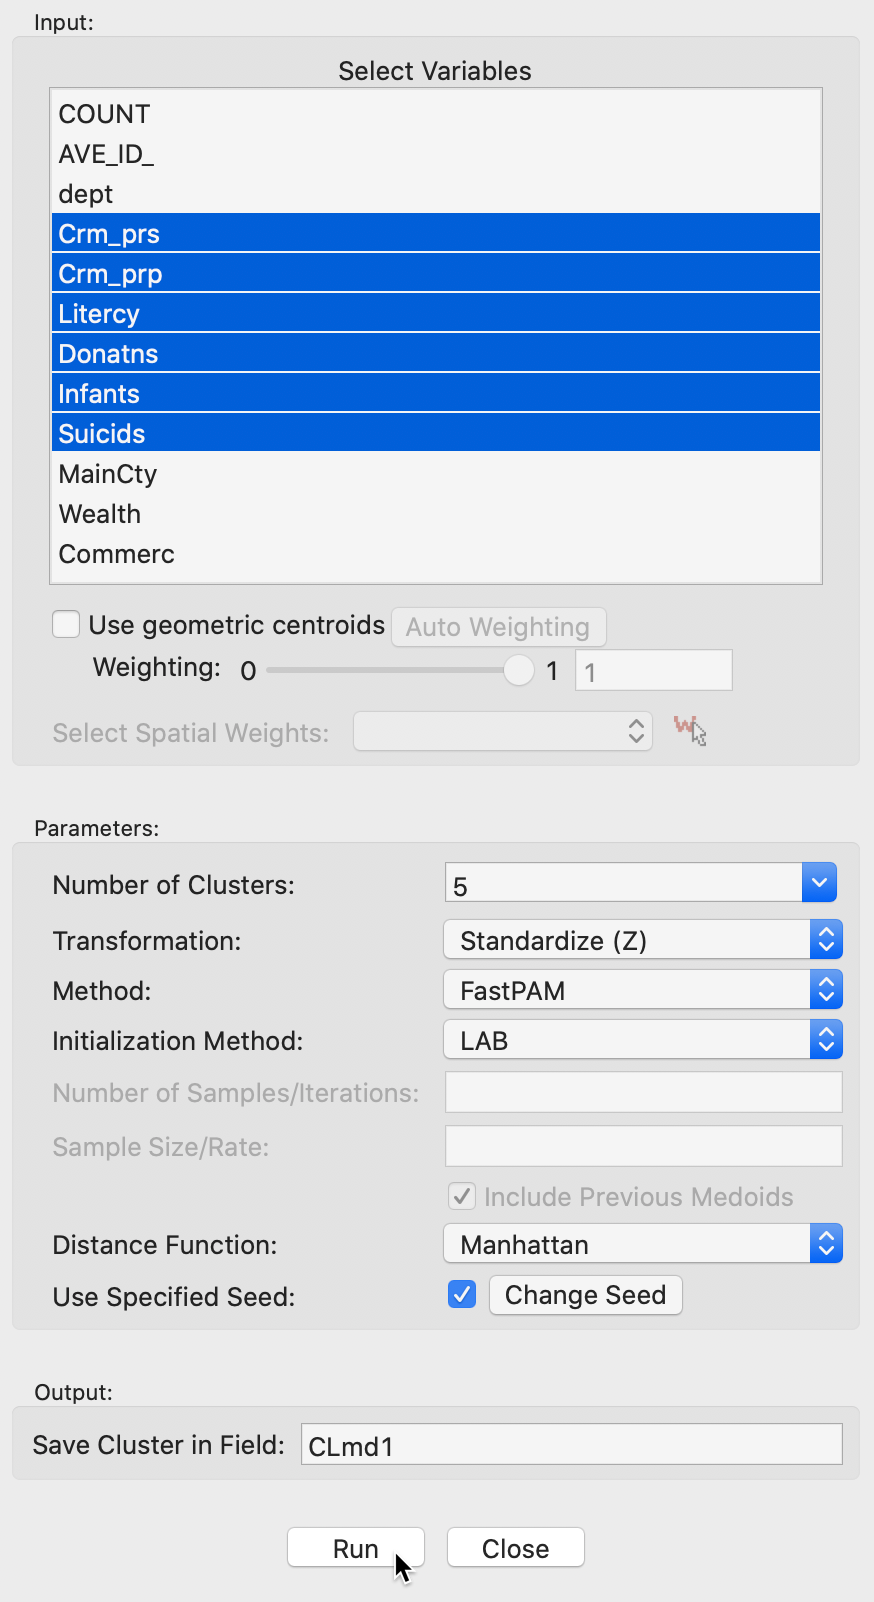 Input:
Select Variables
COUNT
AVE_ID_
dept
Crm_prs
Crm_prp
Litercy
Donatns
Infants
Suicids
MainCty
Wealth
Commerc
Use geometric centroids Auto Weighting
Weighting: 0 1 1
Select Spatial Weights: W
Parameters:
Number of Clusters: 5
Transformation: Standardize (Z)
Method: FastPAM
Initialization Method: LAB
Number of Samples/Iterations:
Sample Size/Rate:
Include Previous Medoids
Distance Function: Manhattan
Use Specified Seed: Change Seed
Output:
Save Cluster in Field: CLmd1
Run Close